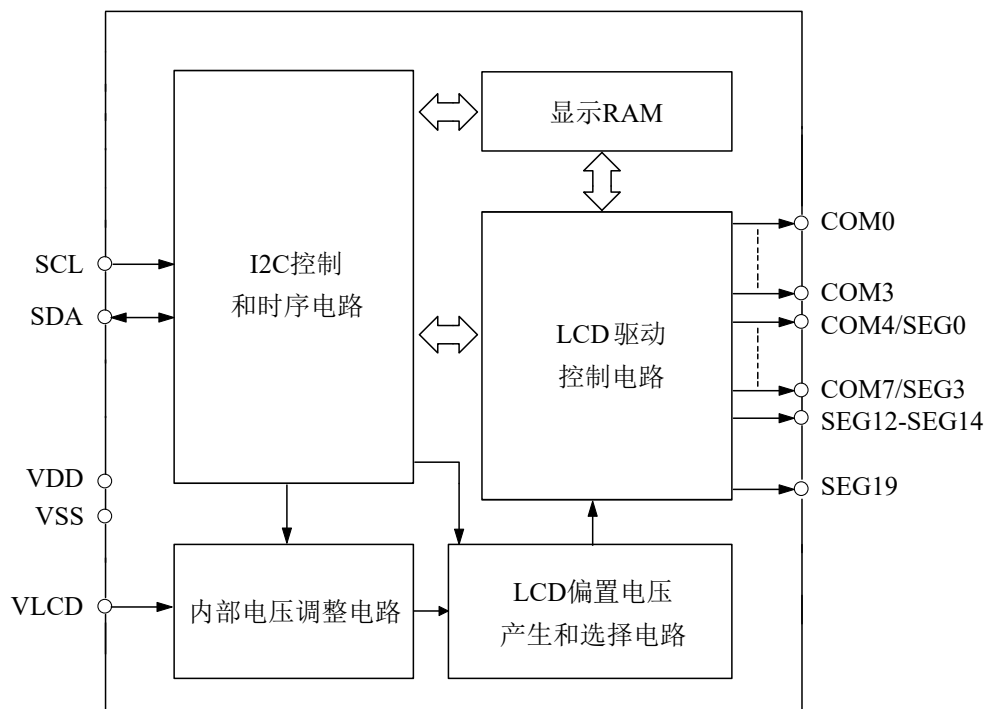 显示RAM
I2C控制
和时序电路
SCL
SDA
LCD 驱动
控制电路
COM0
COM3
COM4/SEG0
COM7/SEG3
SEG12-SEG14
SEG19
VDD
VSS
VLCD
内部电压调整电路
LCD偏置电压
产生和选择电路